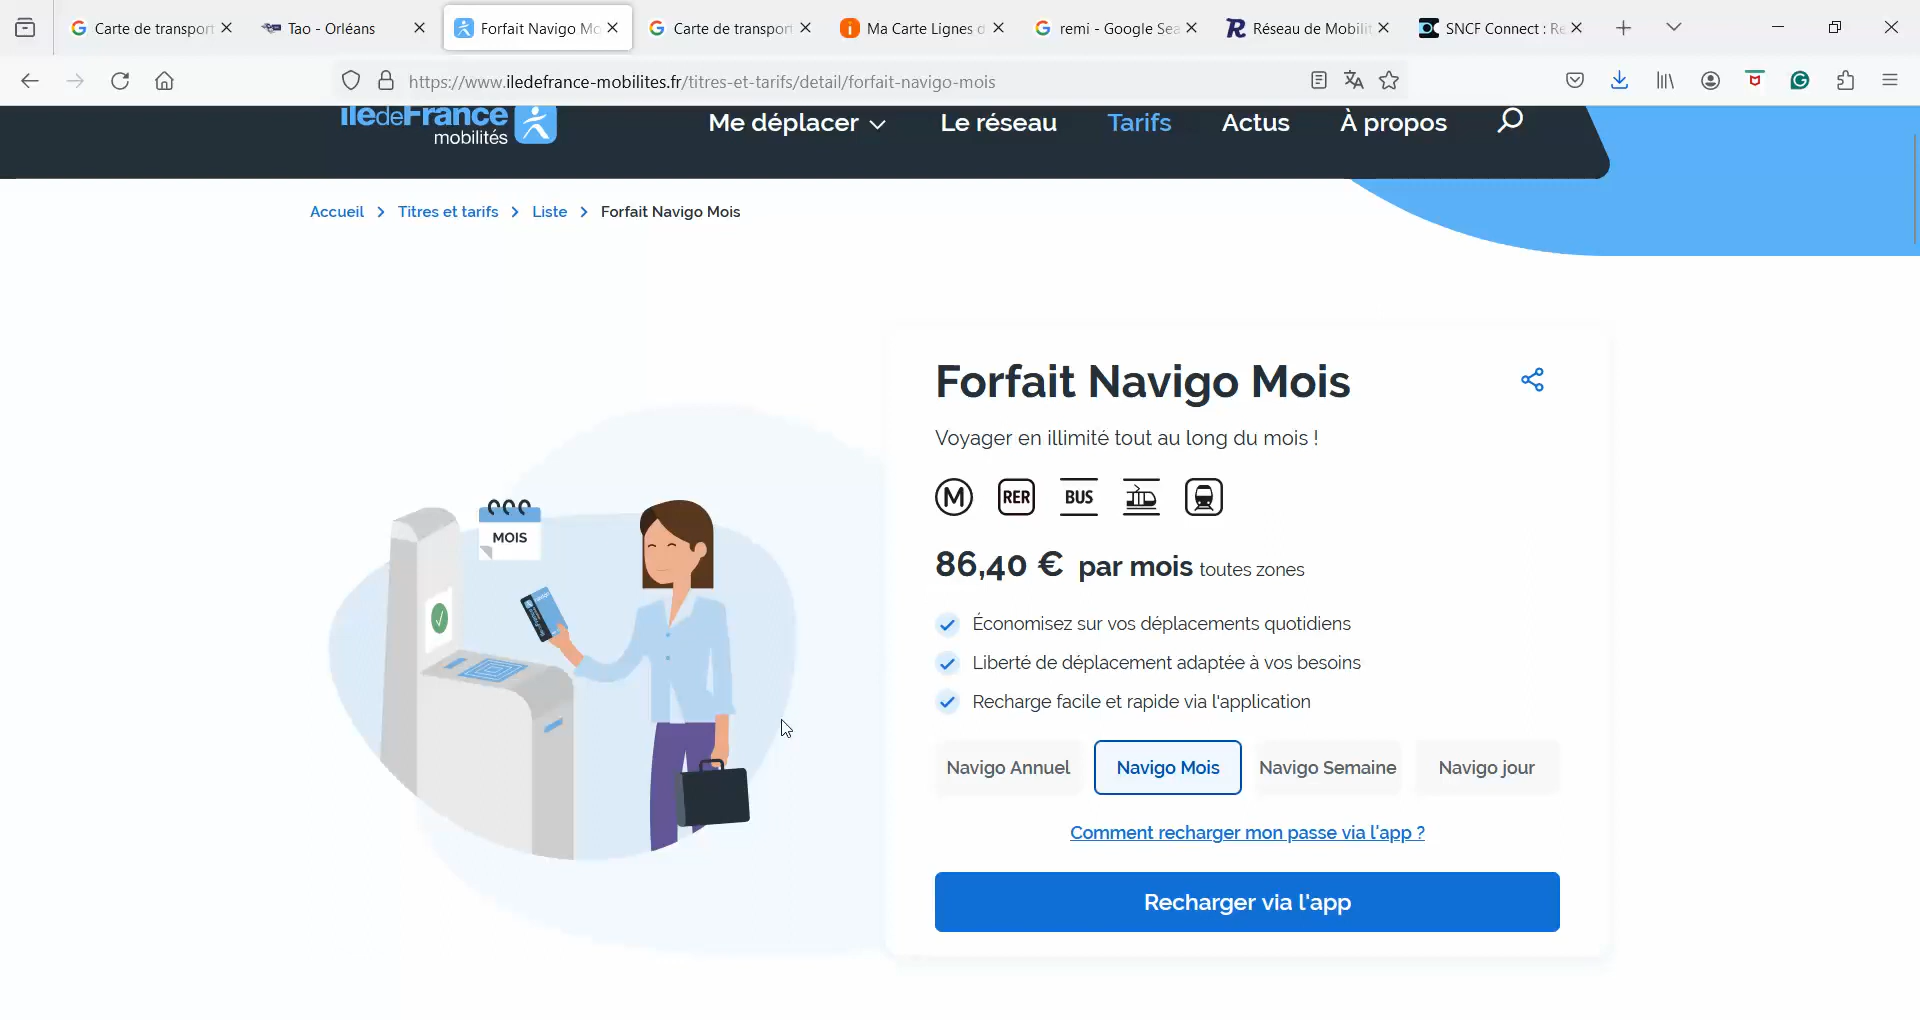 Carte de transport
Tao - Orléans
Forfait Navigo Mo
Carte de transport
Ma Carte Lignes d
remi - Google Sea
Réseau de Mobilit
SNCF Connect : Re
https://www.iledefrance-mobilites.fr/titres-et-tarifs/detail/forfait-navigo-mois
îledeFrance
mobilités
Me déplacer
Le réseau
Tarifs
Actus
À propos
Accueil > Titres et tarifs > Liste > Forfait Navigo Mois
Forfait Navigo Mois
Voyager en illimité tout au long du mois !
M RER BUS
86,40 € par mois toutes zones
Économisez sur vos déplacements quotidiens
Liberté de déplacement adaptée à vos besoins
Recharge facile et rapide via l'application
MOIS
Navigo Annuel
Navigo Mois
Navigo Semaine
Navigo jour
Comment recharger mon passe via l'app ?
Recharger via l'app